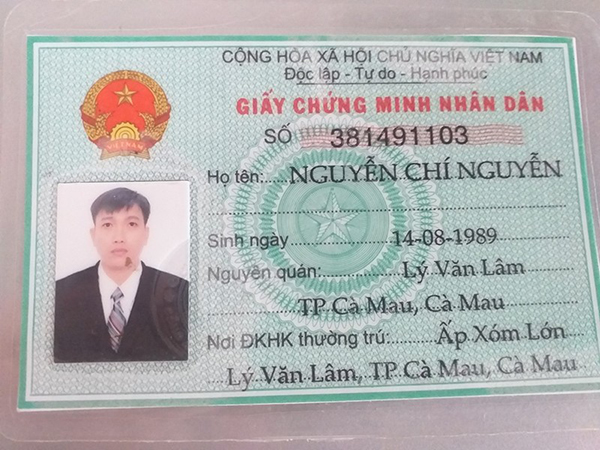 CỘNG HÒA XÃ HỘI CHỦ NGHĨA VIỆT NAM
Độc lập - Tự do - Hạnh phúc
GIẤY CHỨNG MINH NHÂN DÂN
SỐ 381491103
Họ tên: NGUYỄN CHÍ NGUYỄN
Sinh ngày 14-08-1989
Nguyên quán: Lý Văn Lâm
TP Cà Mau, Cà Mau
Nơi ĐKHK thường trú: Ấp Xóm Lớn
Lý Văn Lâm, TP Cà Mau, Cà Mau
VIETNAM